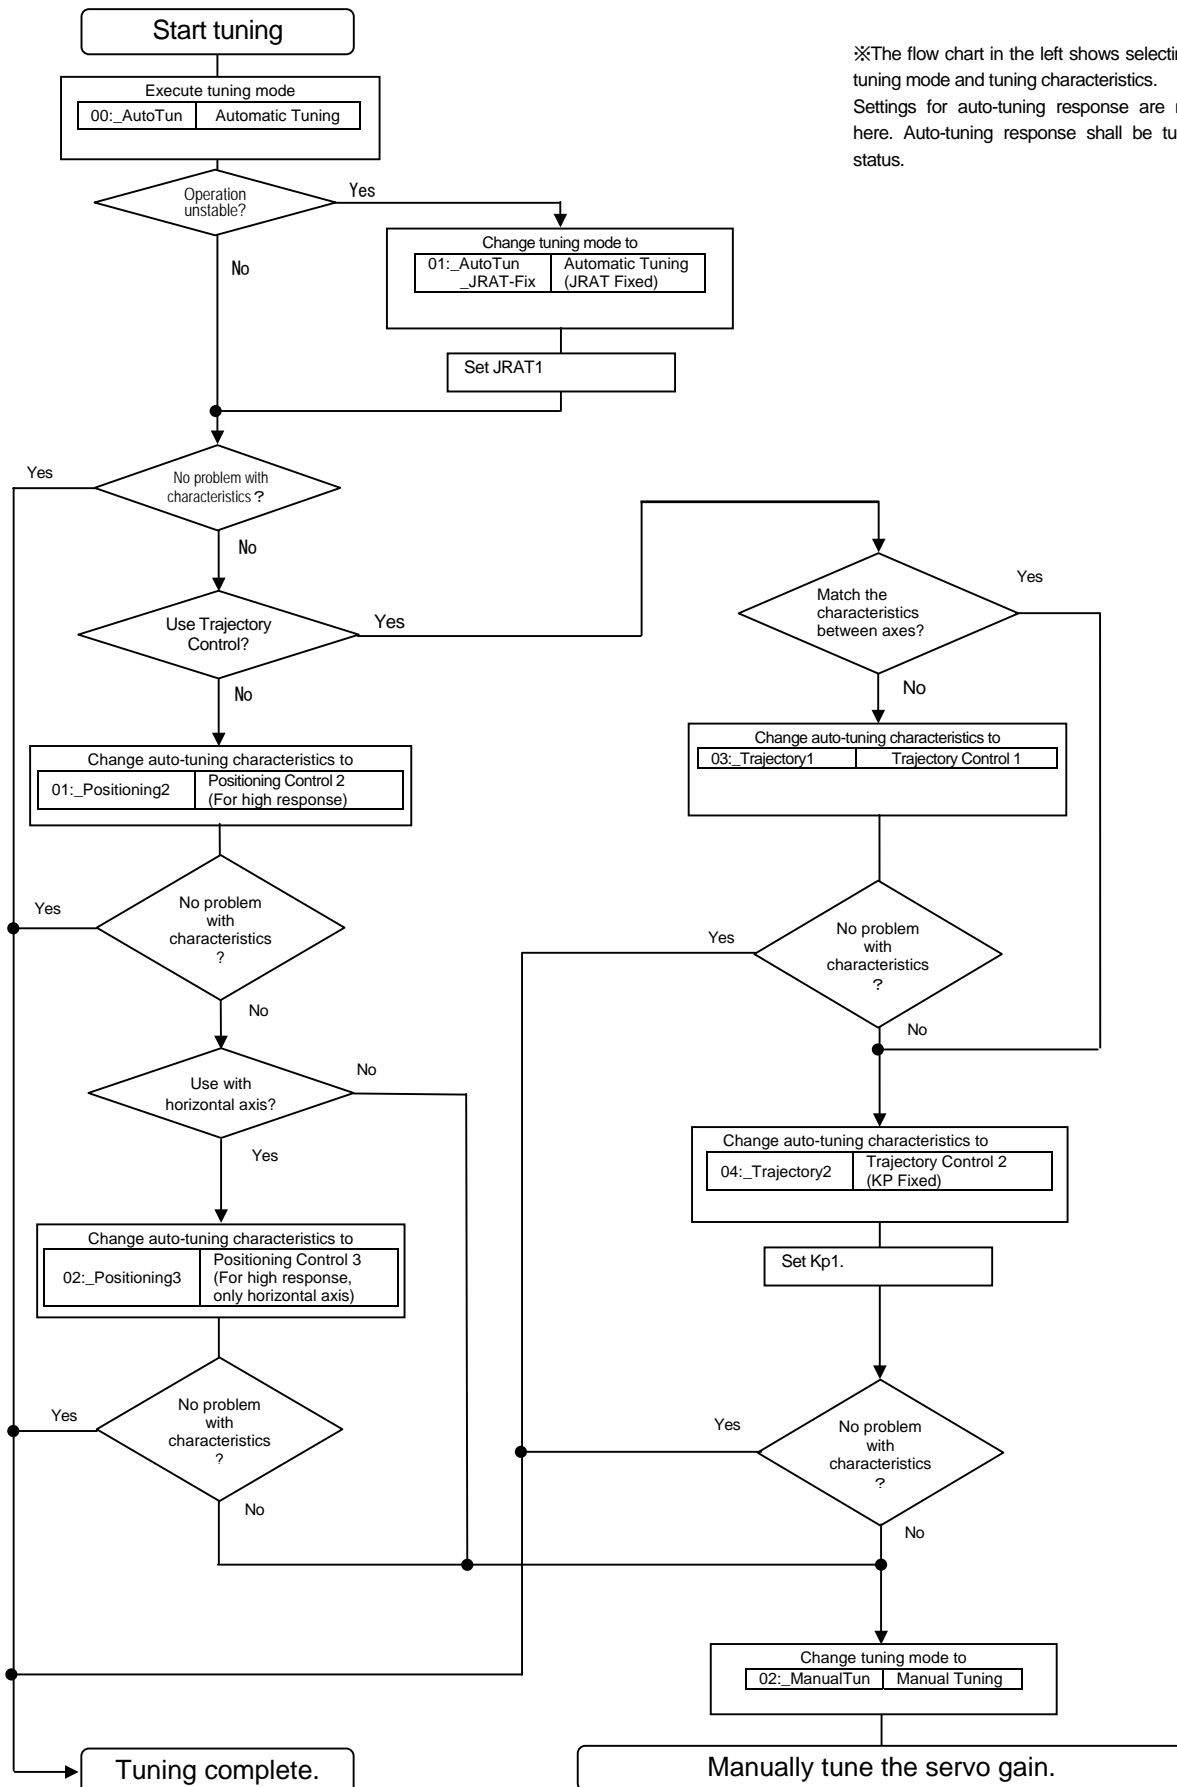 Start tuning
※The flow chart in the left shows
tuning mode and tuning characteristics.
Settings for auto-tuning response are
here. Auto-tuning response shall be
status.
Execute tuning mode
00:_AutoTun Automatic Tuning
Operation
unstable?
Yes
No
Change tuning mode to
01:_AutoTun Automatic Tuning
_JRAT-Fix (JRAT Fixed)
Set JRAT1
Yes
No problem with
characteristics？
No
Use Trajectory
Control?
Yes
No
Match the
characteristics
between axes?
Yes
No
Change auto-tuning characteristics to
01:_Positioning2 Positioning Control 2
(For high response)
Change auto-tuning characteristics to
03:_Trajectory1 Trajectory Control 1
Yes
No problem
with
characteristics
?
No
Yes
No problem
with
characteristics
？
No
Use with
horizontal axis?
No
Yes
Change auto-tuning characteristics to
04:_Trajectory2 Trajectory Control 2
(KP Fixed)
Set Kp1.
Change auto-tuning characteristics to
02:_Positioning3 Positioning Control 3
(For high response,
only horizontal axis)
Yes
No problem
with
characteristics
?
No
Yes
No problem
with
characteristics
？
No
Change tuning mode to
02:_ManualTun Manual Tuning
Tuning complete.
Manually tune the servo gain.